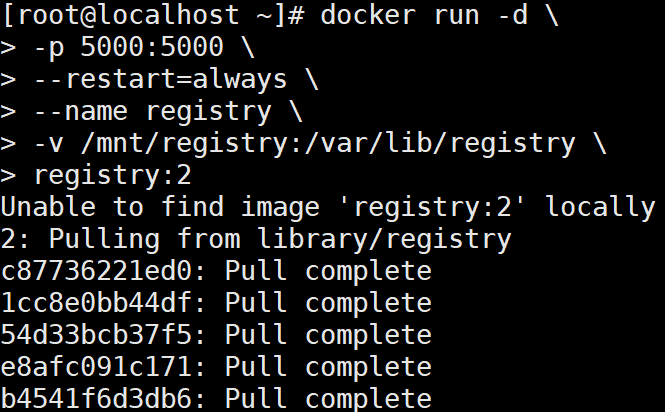 [root@localhost ~]# docker run -d \
> -p 5000:5000 \
> --restart=always \
> --name registry \
> -v /mnt/registry:/var/lib/registry \
> registry:2
Unable to find image 'registry:2' locally
2: Pulling from library/registry
c87736221ed0: Pull complete
1cc8e0bb44df: Pull complete
54d33bcb37f5: Pull complete
e8afc091c171: Pull complete
b4541f6d3db6: Pull complete